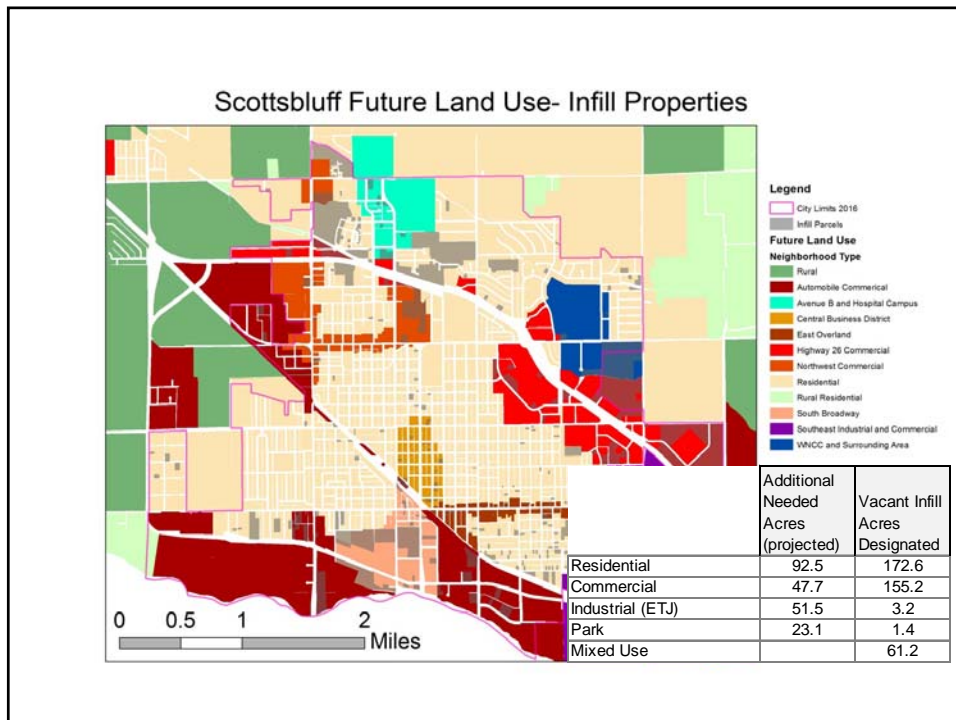 Scottsbluff Future Land Use- Infill Properties
Legend
City Limits 2016
Infill Parcels
Future Land Use
Neighborhood Type
Rural
Automobile Commerical
Avenue B and Hospital Campus
Central Business District
East Overland
Highway 26 Commercial
Northwest Commercial
Residential
Rural Residential
South Broadway
Southeast Industrial and Commercial
WNCC and Surrounding Area
Additional
Needed
Acres
(projected)
Vacant Infill
Acres
Designated
Residential 92.5 172.6
Commercial 47.7 155.2
Industrial (ETJ) 51.5 3.2
Park 23.1 1.4
Mixed Use 61.2
0 0.5 1 2
Miles